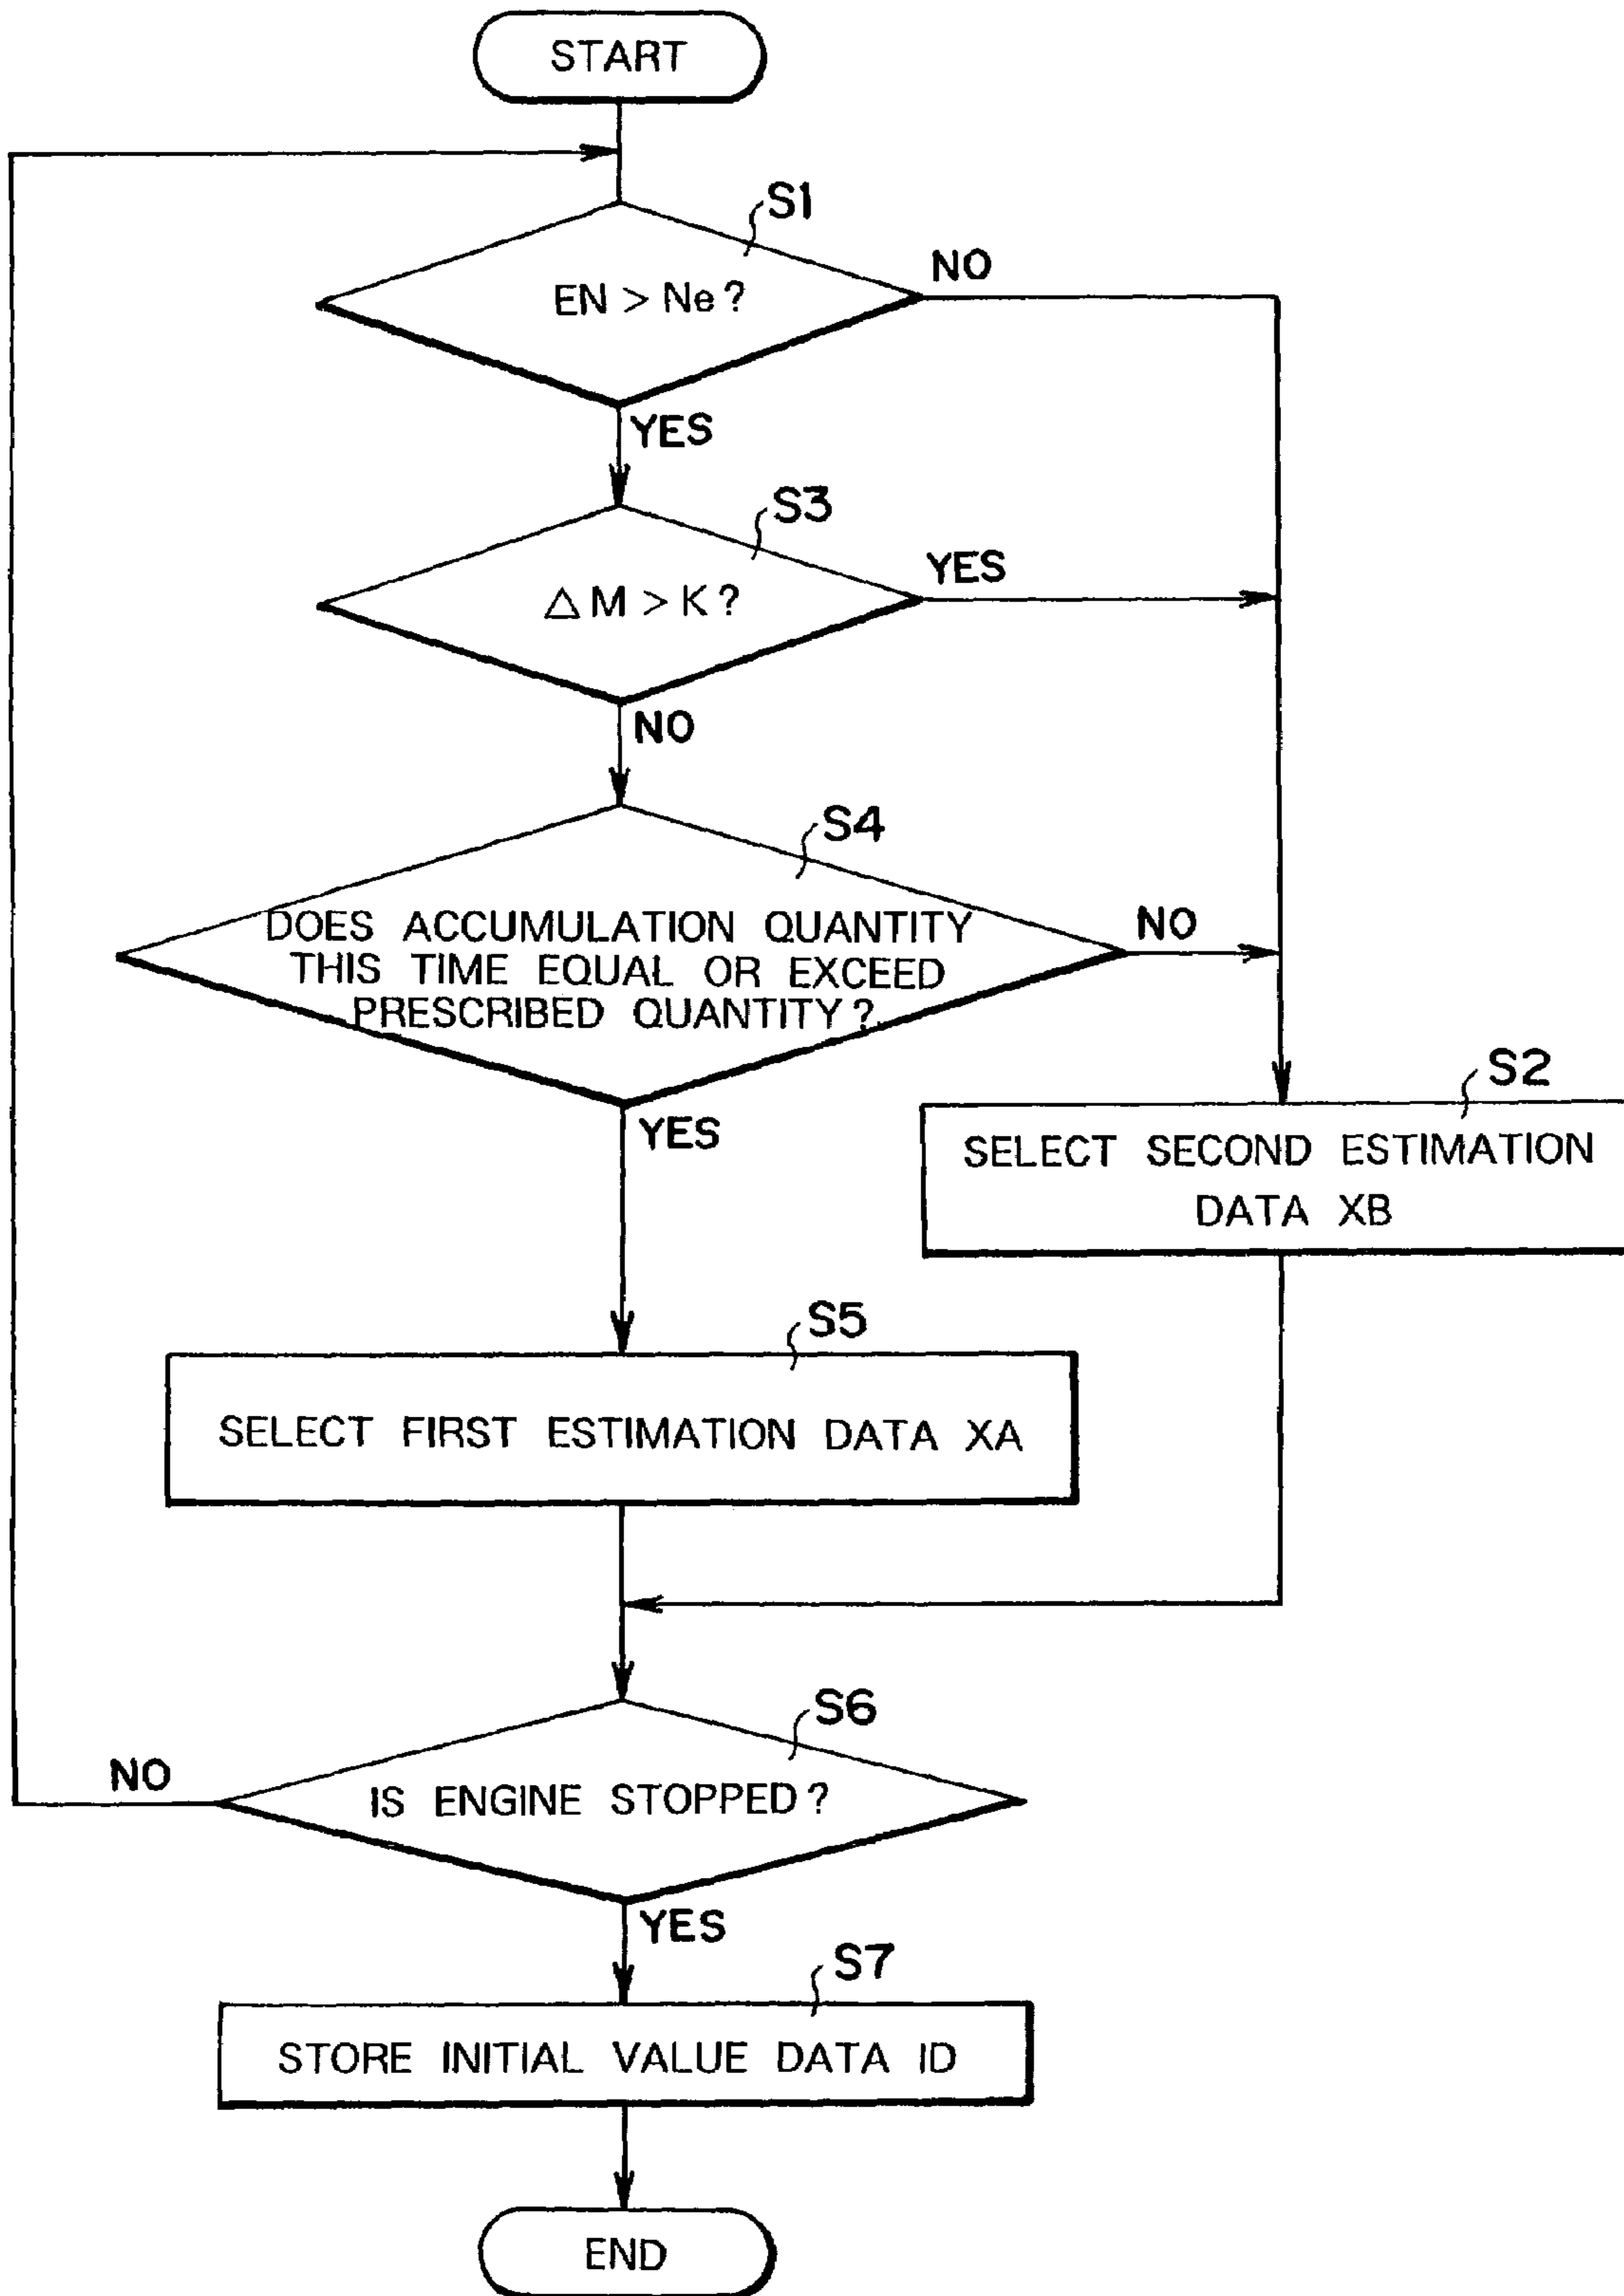 START
S1
EN > Ne?
NO
YES
S3
△M > K?
YES
NO
S4
DOES ACCUMULATION QUANTITY
THIS TIME EQUAL OR EXCEED
PRESCRIBED QUANTITY?
NO
YES
S2
SELECT SECOND ESTIMATION
DATA XB
S5
SELECT FIRST ESTIMATION DATA XA
S6
IS ENGINE STOPPED?
NO
YES
S7
STORE INITIAL VALUE DATA ID
END